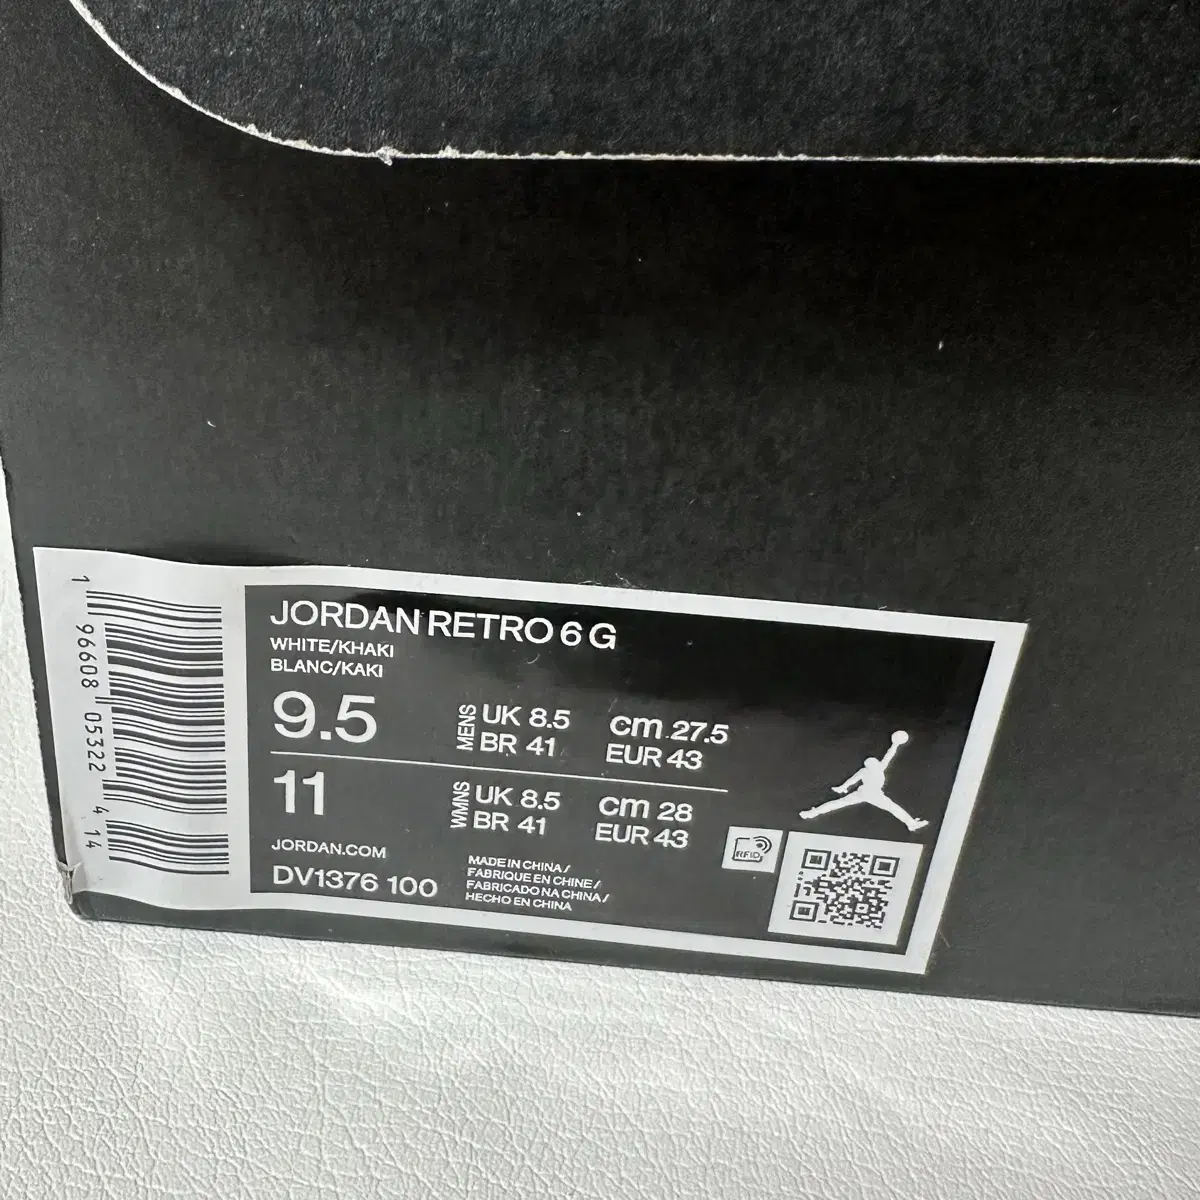 JORDAN RETRO 6 G
WHITE/KHAKI
BLANC/KAKI
9.5 MENS UK 8.5 cm 27.5
BR 41 EUR 43
11 WMNS UK 8.5 cm 28
BR 41 EUR 43
JORDAN.COM
DV1376 100
MADE IN CHINA /
FABRIQUE EN CHINE /
FABRICADO NA CHINA /
HECHO EN CHINA
RFID
1 96608 05322 4 14